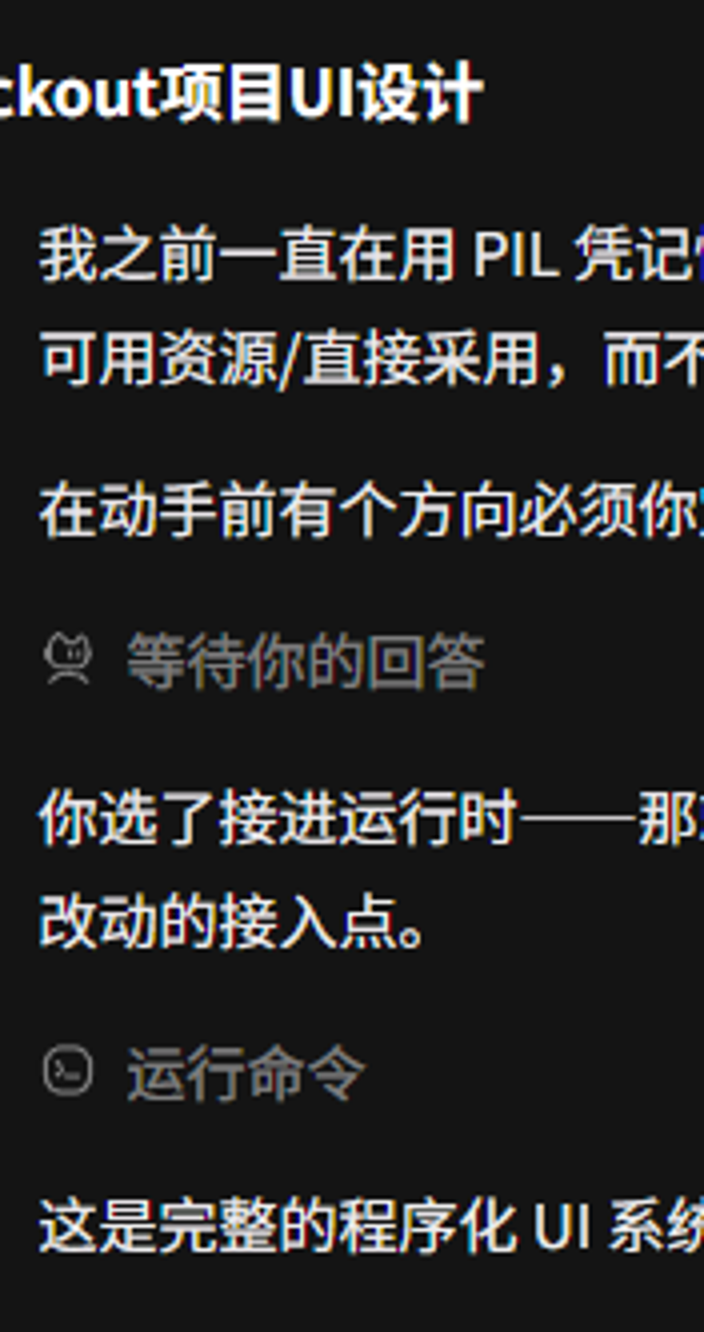 ckout项目UI设计
我之前一直在用 PIL 凭记
可用资源/直接采用，而不
在动手前有个方向必须你
等待你的回答
你选了接进运行时——那
改动的接入点。
运行命令
这是完整的程序化 UI 系统